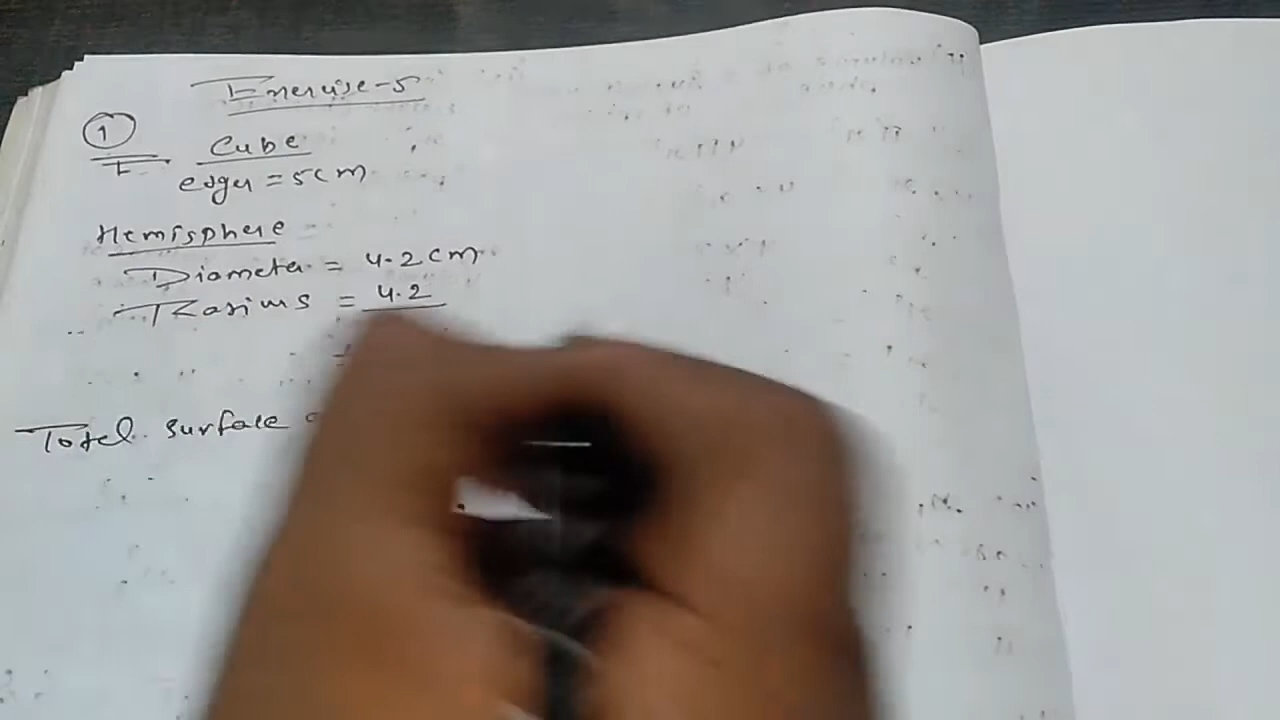 Exercise-5
1
Cube
edge = 5cm
Hemisphere
Diameter = 4.2cm
Radius = 4.2
=
Total surface